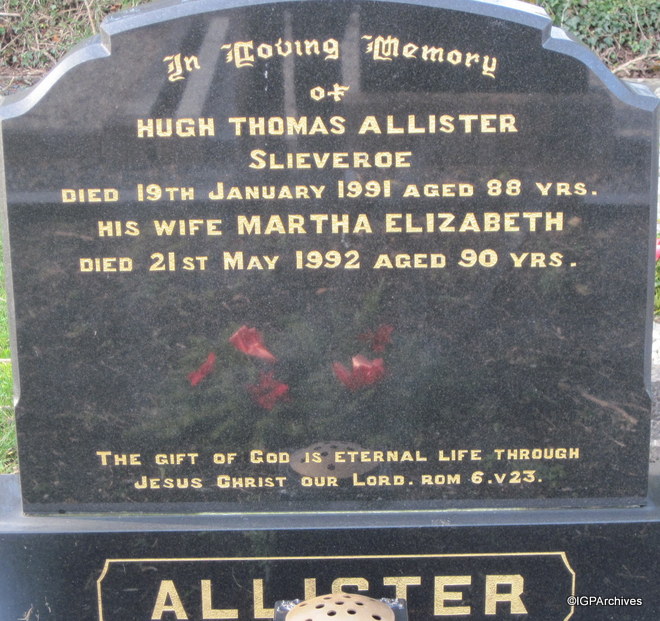 In Loving Memory
of
HUGH THOMAS ALLISTER
SLIEVEROE
DIED 19TH JANUARY 1991 AGED 88 YRS.
HIS WIFE MARTHA ELIZABETH
DIED 21ST MAY 1992 AGED 90 YRS.
THE GIFT OF GOD IS ETERNAL LIFE THROUGH
JESUS CHRIST OUR LORD. ROM 6.V23.
ALLISTER
©IGPArchives